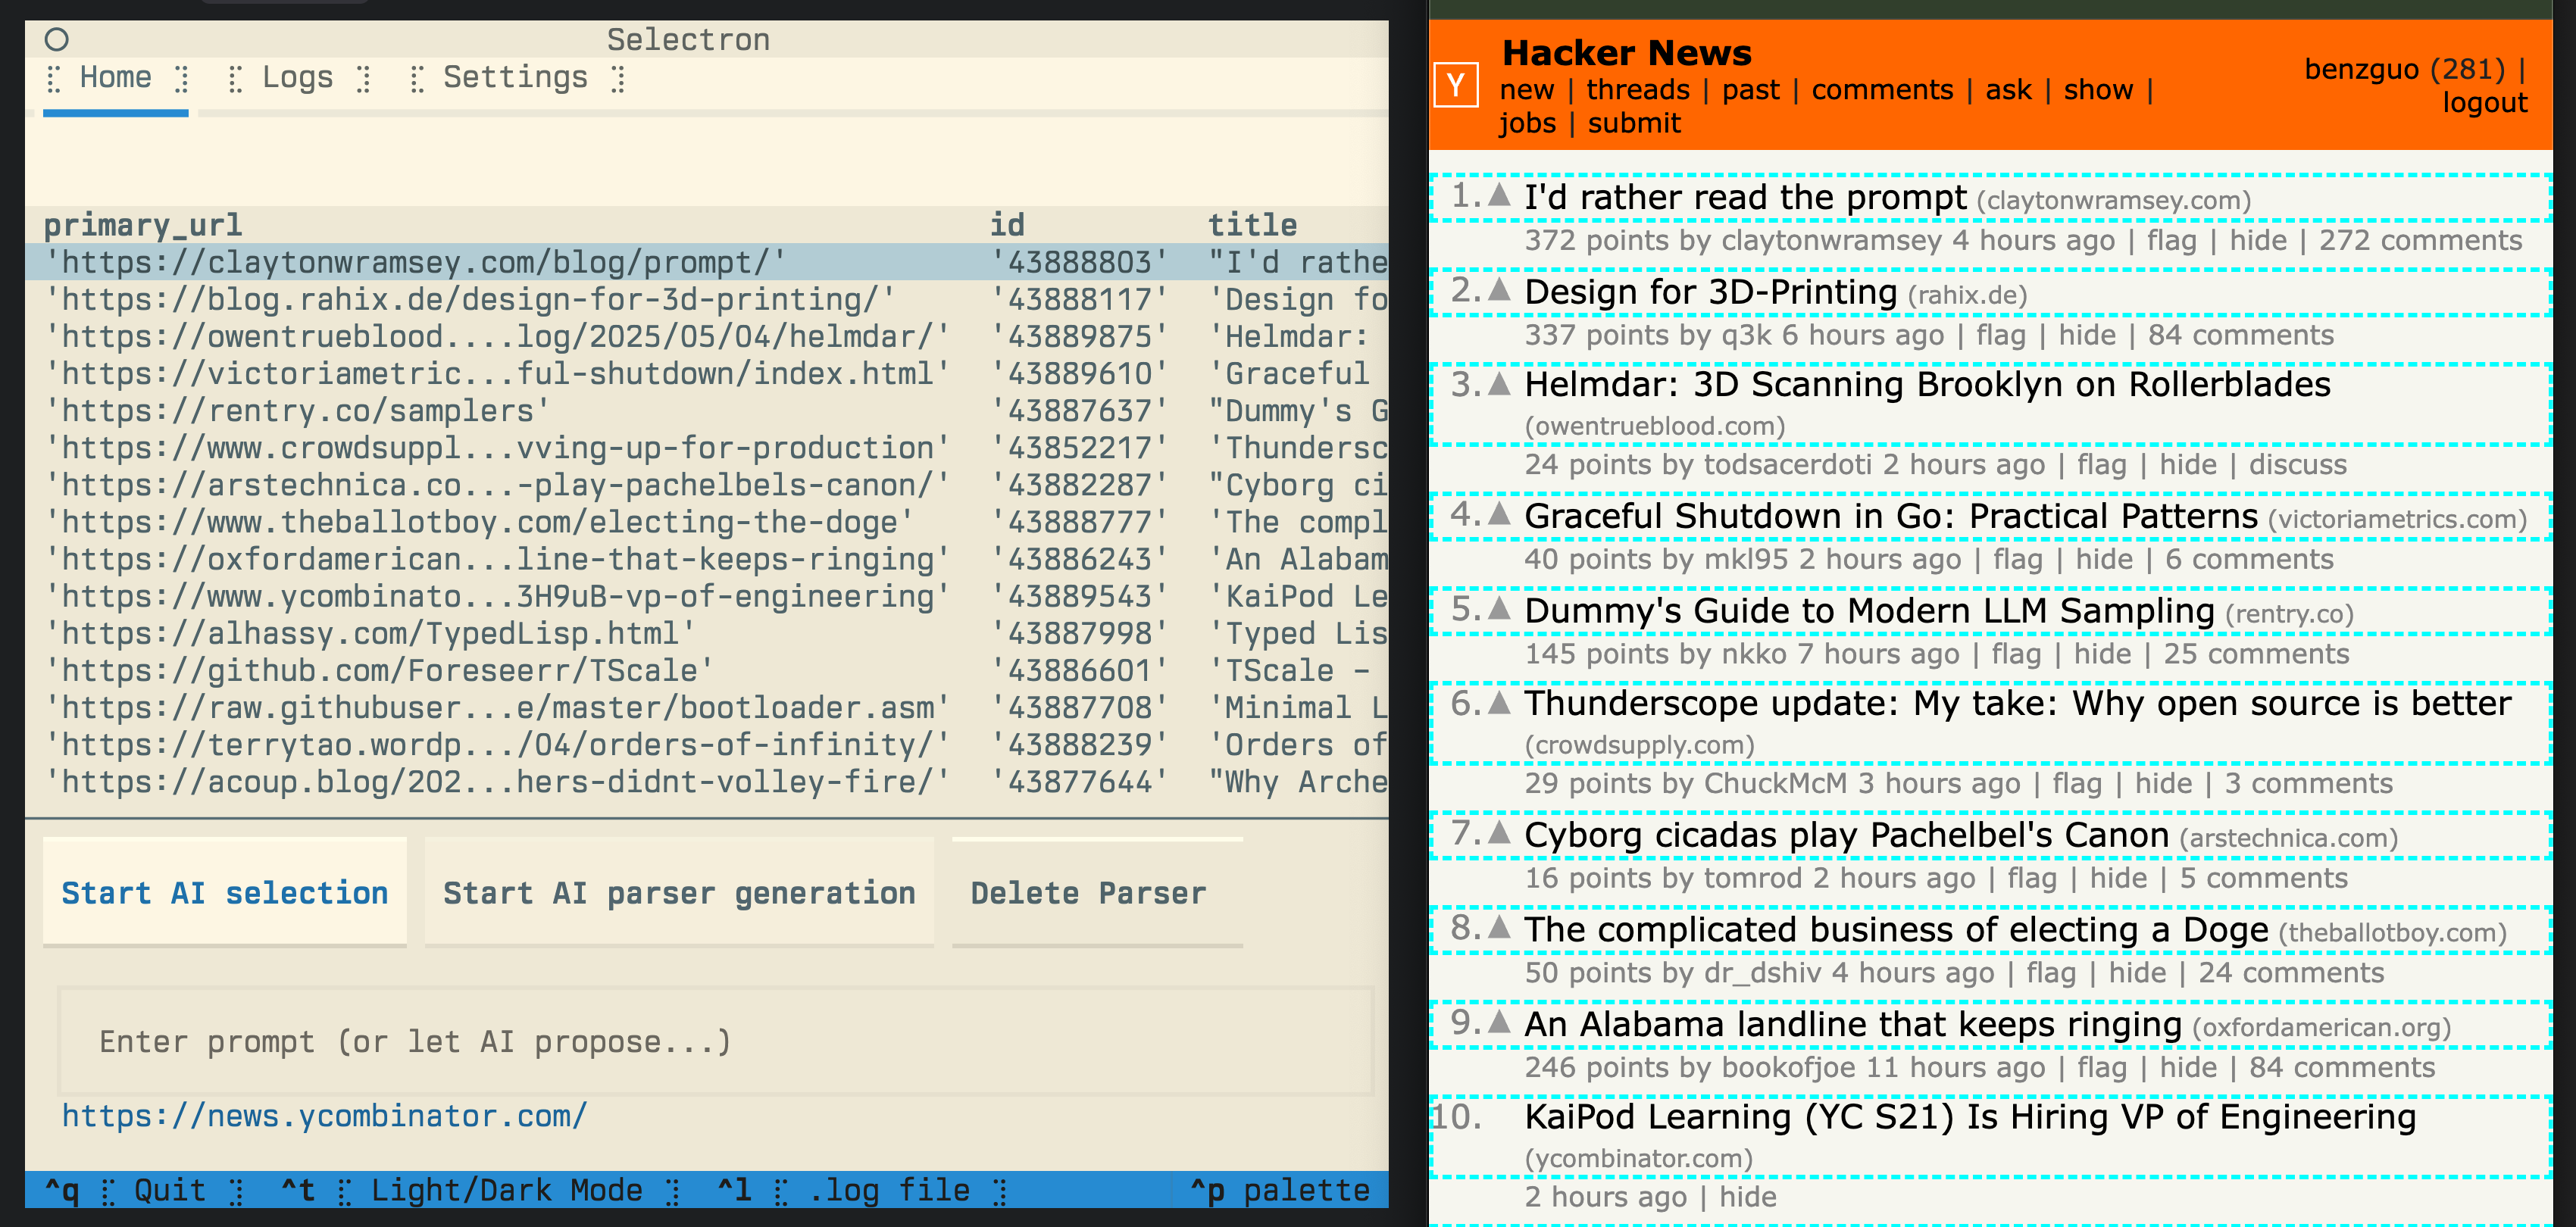 Selectron
Home Logs Settings
primary_url id title
'https://claytonwramsey.com/blog/prompt/' '43888803' "I'd rathe
'https://blog.rahix.de/design-for-3d-printing/' '43888117' 'Design fo
'https://owentrueblood....log/2025/05/04/helmdar/' '43889875' 'Helmdar:
'https://victoriametric...ful-shutdown/index.html' '43889610' 'Graceful
'https://rentry.co/samplers' '43887637' "Dummy's G
'https://www.crowdsuppl...vving-up-for-production' '43852217' 'Thundersc
'https://arstechnica.co...-play-pachelbels-canon/' '43882287' "Cyborg ci
'https://www.theballotboy.com/electing-the-doge' '43888777' 'The compl
'https://oxfordamerican...line-that-keeps-ringing' '43886243' 'An Alabam
'https://www.ycombinato...3H9uB-vp-of-engineering' '43889543' 'KaiPod Le
'https://alhassy.com/TypedLisp.html' '43887998' 'Typed Lis
'https://github.com/Foreseerr/TScale' '43886601' 'TScale -
'https://raw.githubuser...e/master/bootloader.asm' '43887708' 'Minimal L
'https://terrytao.wordp.../04/orders-of-infinity/' '43888239' 'Orders of
'https://acoup.blog/202...hers-didnt-volley-fire/' '43877644' "Why Arche
Start AI selection Start AI parser generation Delete Parser
Enter prompt (or let AI propose...)
https://news.ycombinator.com/
^q Quit ^t Light/Dark Mode ^l .log file ^p palette
Y
Hacker News
new | threads | past | comments | ask | show |
jobs | submit
benzguo (281) |
logout
1. I'd rather read the prompt (claytonwramsey.com)
372 points by claytonwramsey 4 hours ago | flag | hide | 272 comments
2. Design for 3D-Printing (rahix.de)
337 points by q3k 6 hours ago | flag | hide | 84 comments
3. Helmdar: 3D Scanning Brooklyn on Rollerblades
(owentrueblood.com)
24 points by todsacerdoti 2 hours ago | flag | hide | discuss
4. Graceful Shutdown in Go: Practical Patterns (victoriametrics.com)
40 points by mkl95 2 hours ago | flag | hide | 6 comments
5. Dummy's Guide to Modern LLM Sampling (rentry.co)
145 points by nkko 7 hours ago | flag | hide | 25 comments
6. Thunderscope update: My take: Why open source is better
(crowdsupply.com)
29 points by ChuckMcM 3 hours ago | flag | hide | 3 comments
7. Cyborg cicadas play Pachelbel's Canon (arstechnica.com)
16 points by tomrod 2 hours ago | flag | hide | 5 comments
8. The complicated business of electing a Doge (theballotboy.com)
50 points by dr_dshiv 4 hours ago | flag | hide | 24 comments
9. An Alabama landline that keeps ringing (oxfordamerican.org)
246 points by bookofjoe 11 hours ago | flag | hide | 84 comments
10. KaiPod Learning (YC S21) Is Hiring VP of Engineering
(ycombinator.com)
2 hours ago | hide